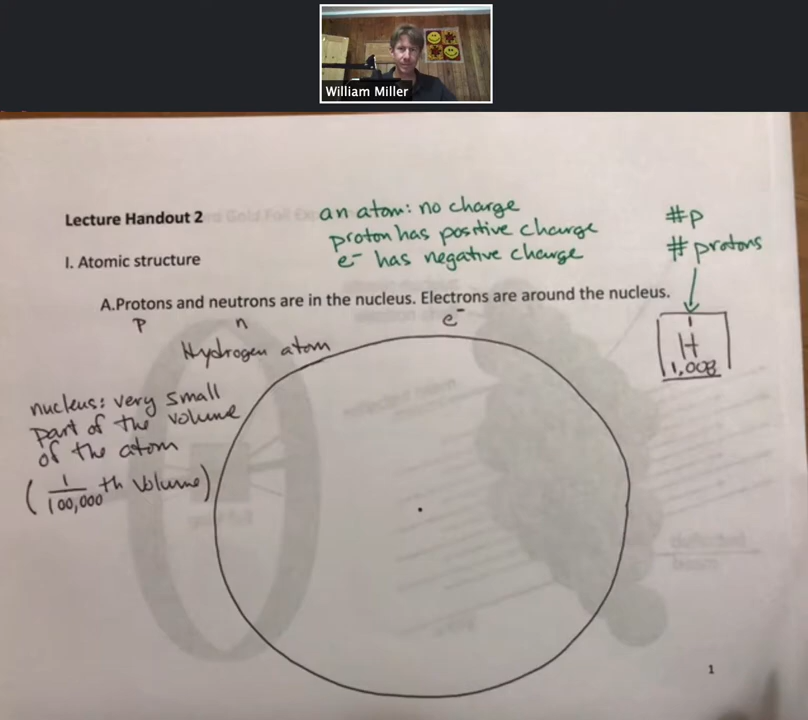 William Miller
Lecture Handout 2
an atom: no charge
proton has positive charge
e⁻ has negative charge
#p
# protons
I. Atomic structure
A.Protons and neutrons are in the nucleus. Electrons are around the nucleus.
p n e⁻
1
H
1,008
Hydrogen atom
nucleus: very small
part of the volume
of the atom
(1/100,000 th volume)
1